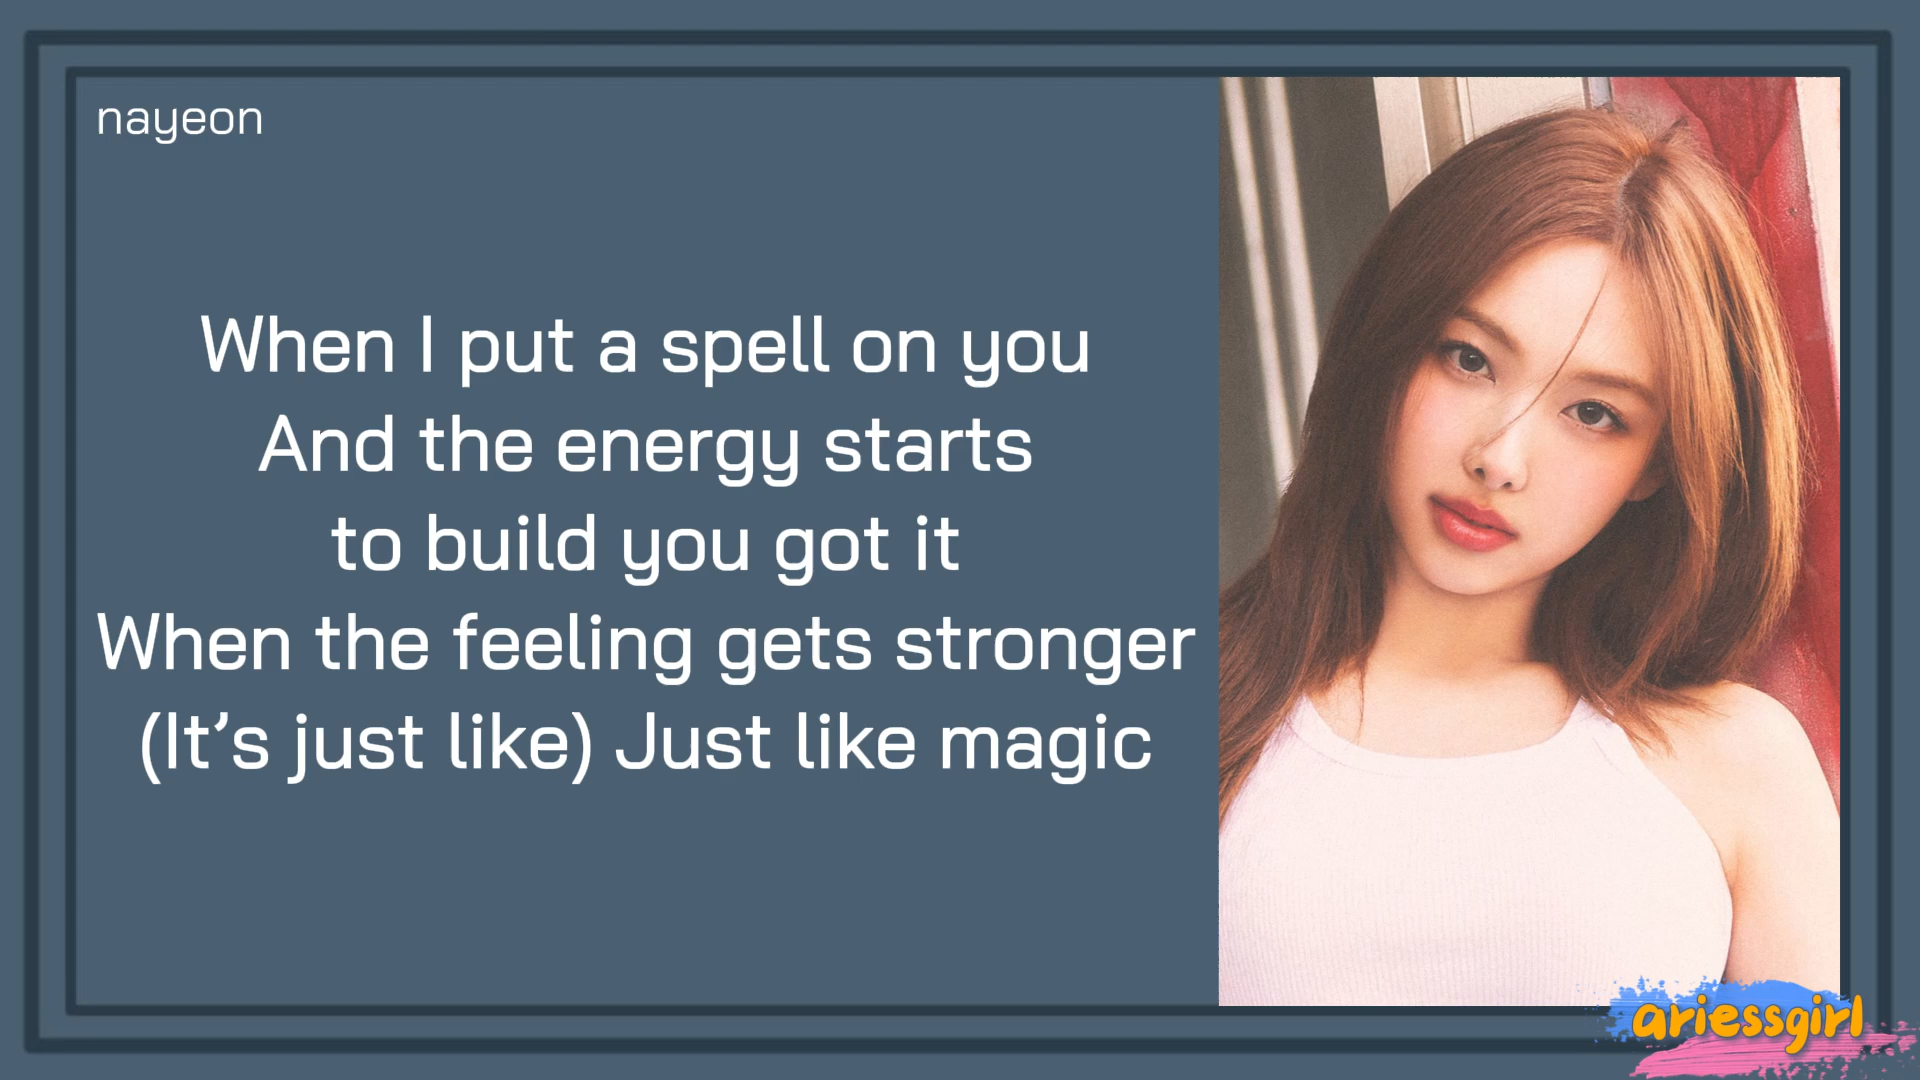 nayeon
When I put a spell on you
And the energy starts
to build you got it
When the feeling gets stronger
(It’s just like) Just like magic
ariessgirl